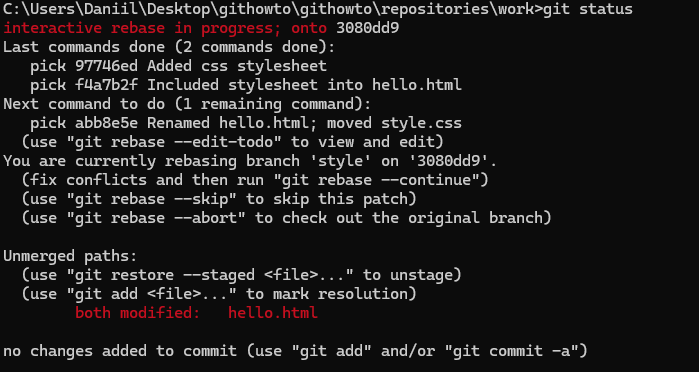 C:\Users\Daniil\Desktop\githowto\githowto\repositories\work>git status
interactive rebase in progress; onto 3080dd9
Last commands done (2 commands done):
   pick 97746ed Added css stylesheet
   pick f4a7b2f Included stylesheet into hello.html
Next command to do (1 remaining command):
   pick abb8e5e Renamed hello.html; moved style.css
  (use "git rebase --edit-todo" to view and edit)
You are currently rebasing branch 'style' on '3080dd9'.
  (fix conflicts and then run "git rebase --continue")
  (use "git rebase --skip" to skip this patch)
  (use "git rebase --abort" to check out the original branch)

Unmerged paths:
  (use "git restore --staged <file>..." to unstage)
  (use "git add <file>..." to mark resolution)
        both modified:   hello.html

no changes added to commit (use "git add" and/or "git commit -a")